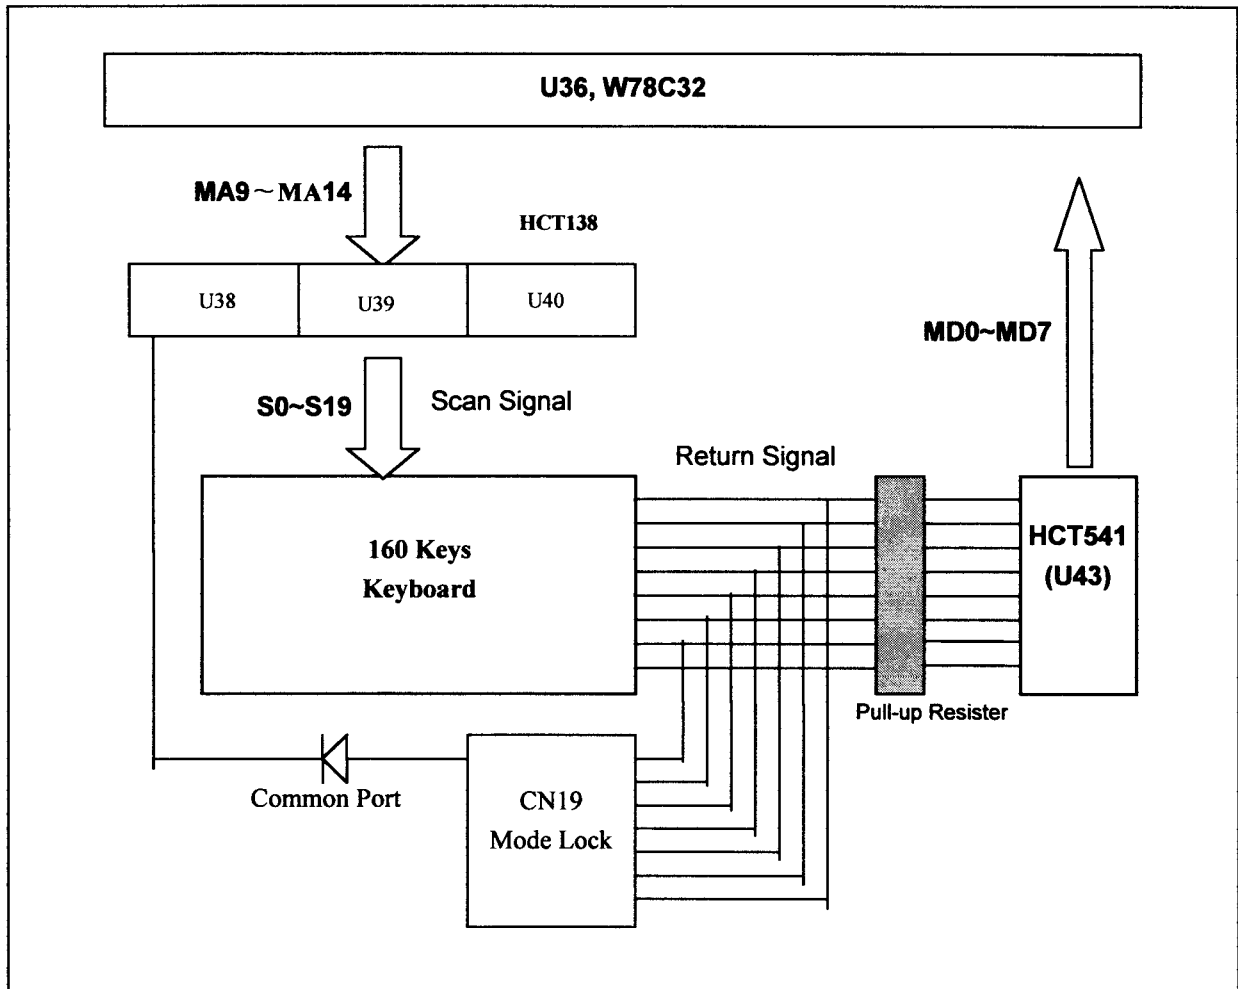 U36, W78C32
MA9～MA14
HCT138
U38
U39
U40
MD0~MD7
S0~S19
Scan Signal
Return Signal
160 Keys
Keyboard
HCT541
(U43)
Pull-up Resister
Common Port
CN19
Mode Lock